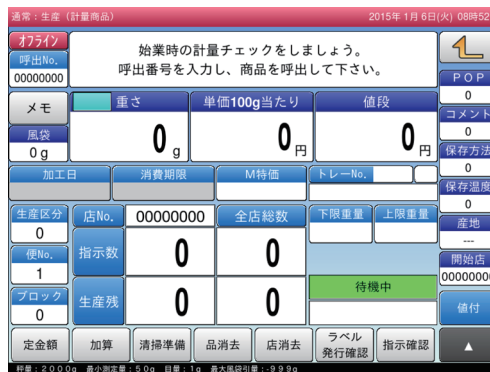 通常：生産（計量商品）
2015年 1月 6日(火) 08時52
オフライン
呼出No.
00000000
始業時の計量チェックをしま
しょう。
呼出番号を入力し、商品を呼出して下さい。
POP
0
メモ
重さ
単価100g当たり
値段
コメント
0
0 g
0 円
0 円
風袋
0 g
保存方法
0
加工日
消費期限
M特価
トレーNo.
保存温度
0
生産区分
0
店No.
00000000
全店総数
下限重量
上限重量
産地
---
便No.
1
指示数
0
0
開始店
0000000
待機中
ブロック
0
生産残
0
0
値付
定金額
加算
清掃準備
品消去
店消去
ラベル
発行確認
指示確認
▲
秤量：2000g 最小測定量：50g 目量：1g 最大風袋引量：-999g